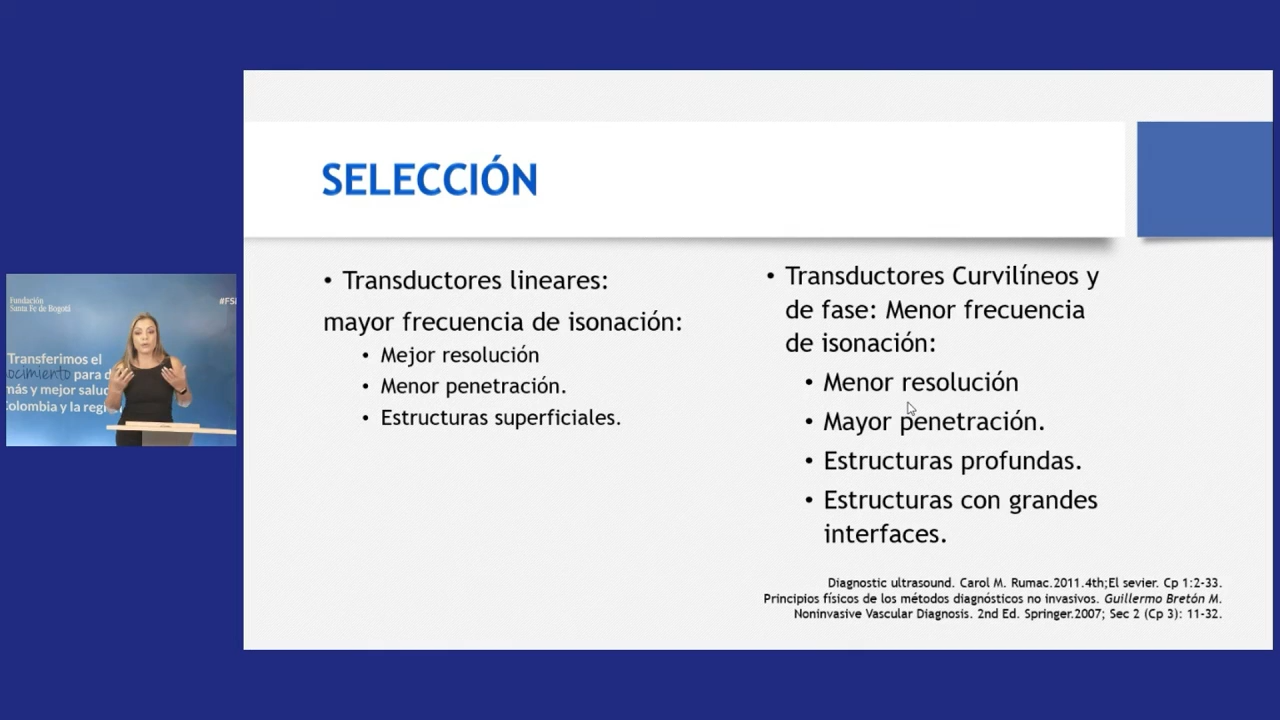 SELECCIÓN
• Transductores lineares:
mayor frecuencia de isonación:
• Mejor resolución
• Menor penetración.
• Estructuras superficiales.
• Transductores Curvilíneos y
de fase: Menor frecuencia
de isonación:
• Menor resolución
• Mayor penetración.
• Estructuras profundas.
• Estructuras con grandes
interfaces.
Diagnostic ultrasound. Carol M. Rumac.2011.4th;El sevier. Cp 1:2-33.
Principios físicos de los métodos diagnósticos no invasivos. Guillermo Bretón M.
Noninvasive Vascular Diagnosis. 2nd Ed. Springer.2007; Sec 2 (Cp 3): 11-32.
Fundación
Santa Fe de Bogotá
Transferimos el
ocimiento para
más y mejor salu
Colombia y la regi